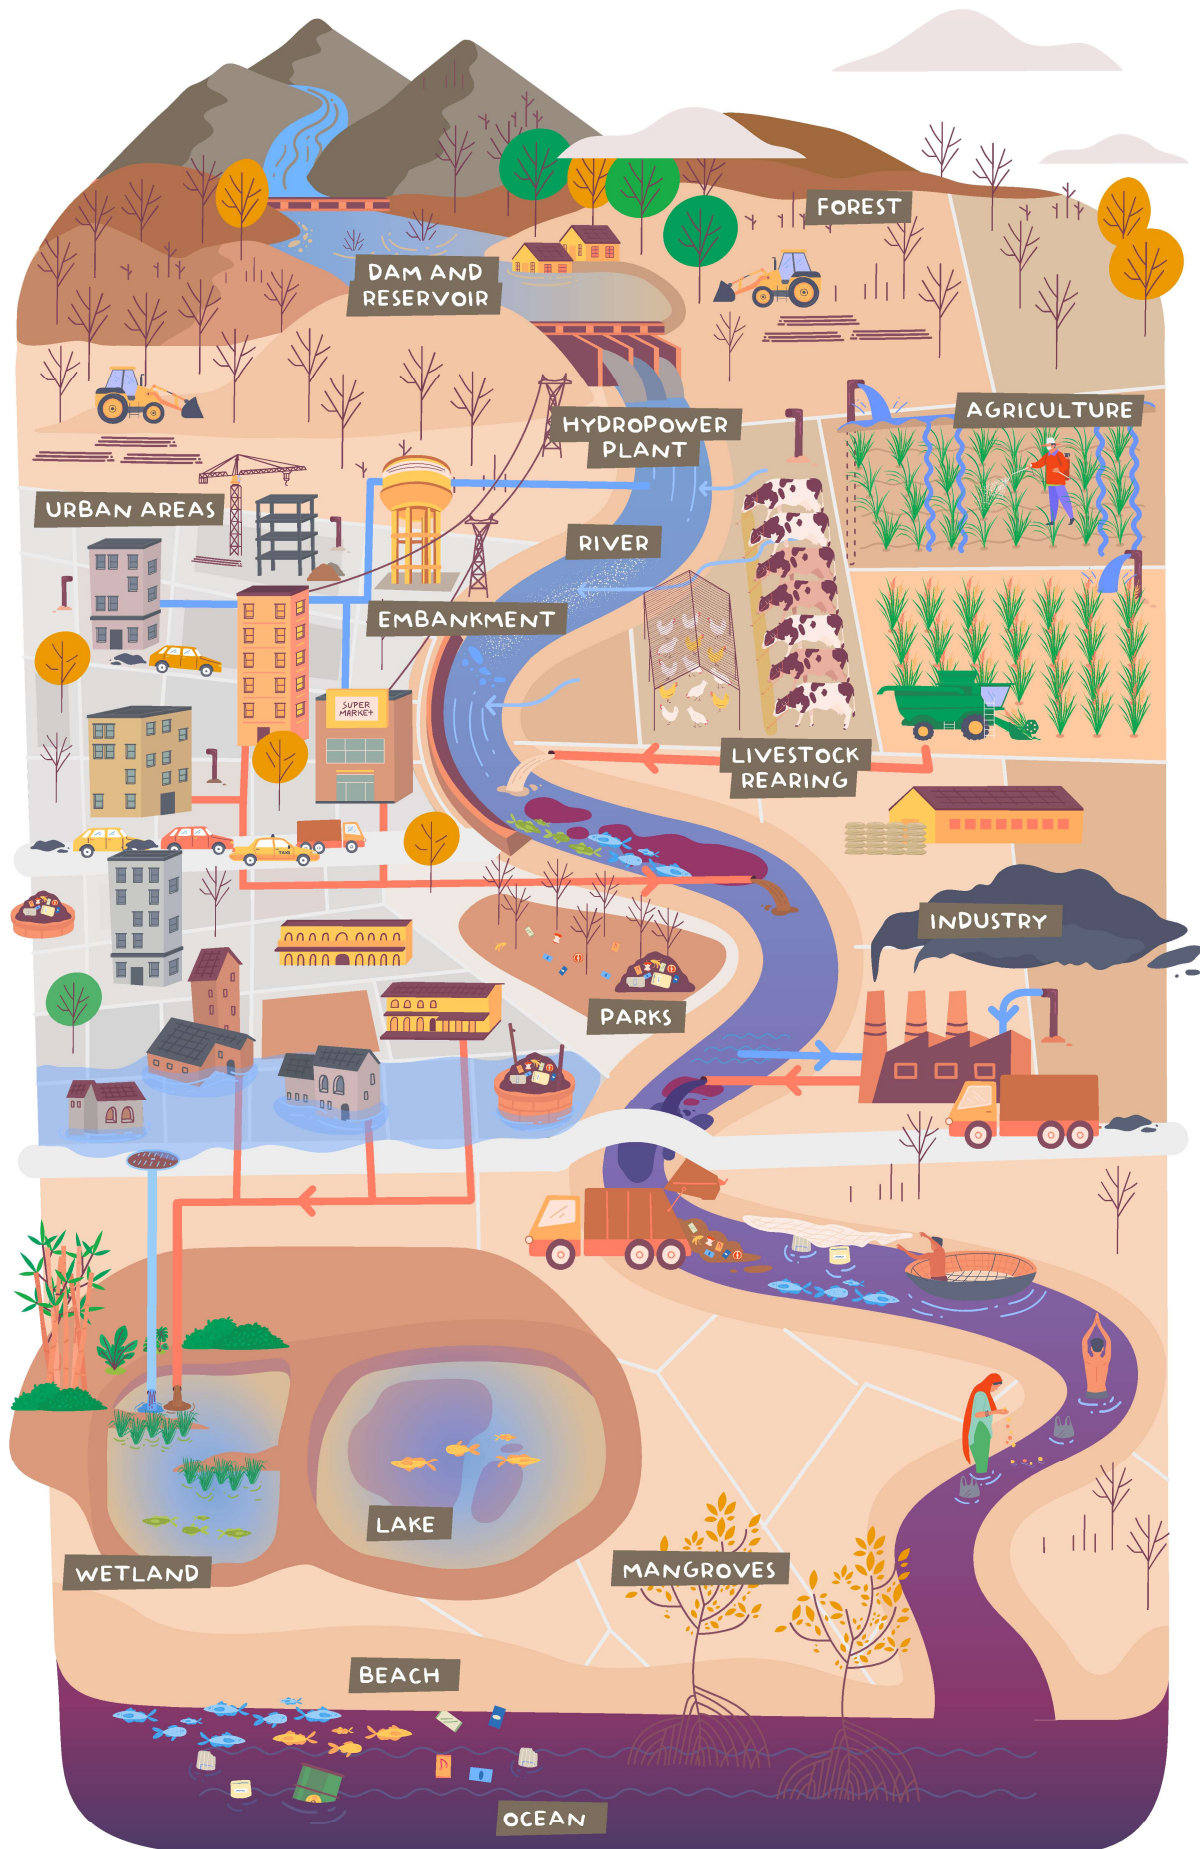 FOREST
DAM AND
RESERVOIR
AGRICULTURE
HYDROPOWER
PLANT
URBAN AREAS
RIVER
EMBANKMENT
SUPER
MARKET
LIVESTOCK
REARING
TAXI
INDUSTRY
PARKS
LAKE
WETLAND
MANGROVES
BEACH
OCEAN